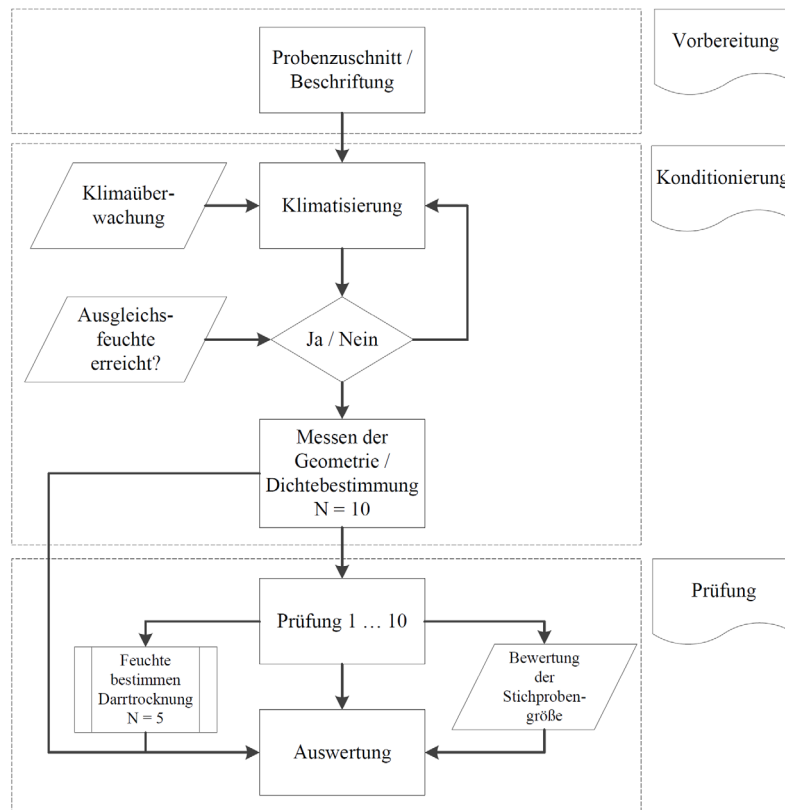 Probenzuschnitt /
Beschriftung
Vorbereitung
Klimaüber-
wachung
Klimatisierung
Konditionierung
Ausgleichs-
feuchte
erreicht?
Ja / Nein
Messen der
Geometrie /
Dichtebestimmung
N = 10
Prüfung
Prüfung 1 … 10
Feuchte
bestimmen
Darrtrocknung
N = 5
Bewertung
der
Stichproben-
größe
Auswertung